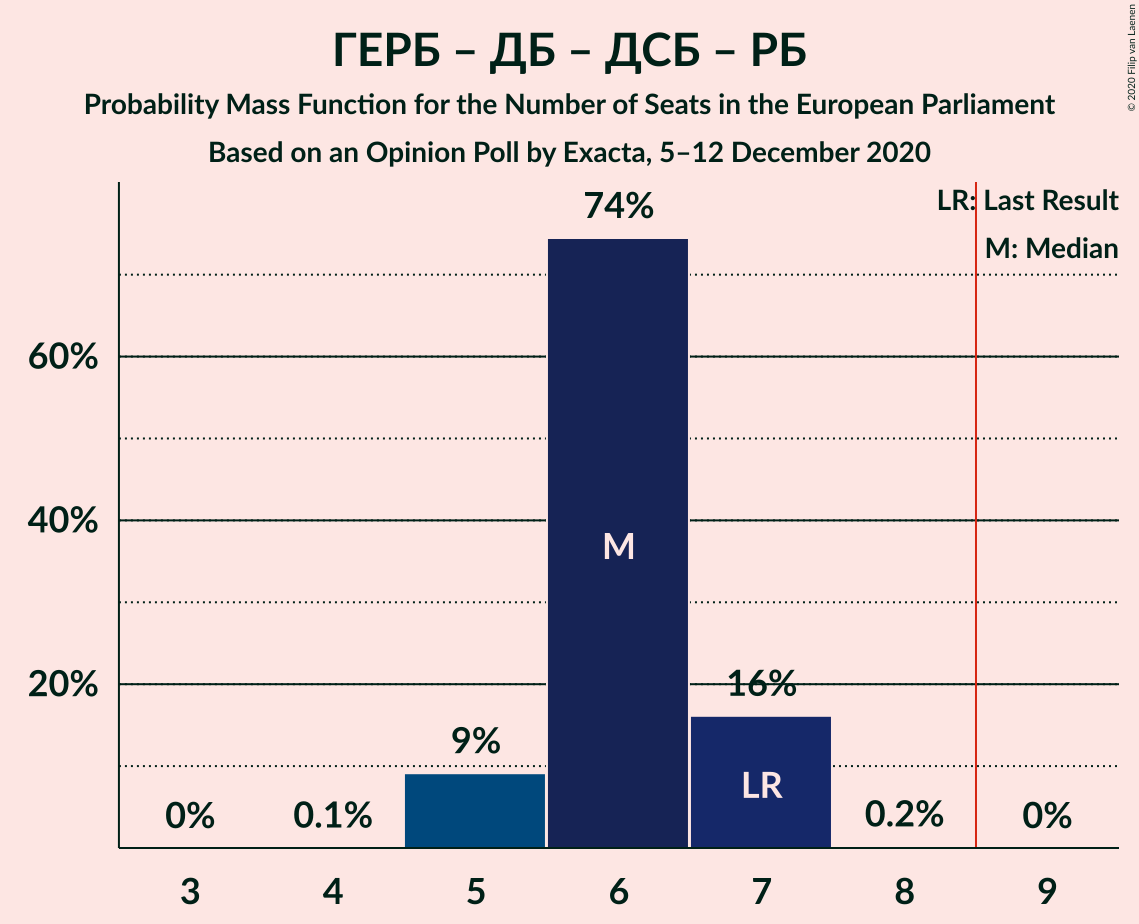 ГЕРБ – ДБ – ДСБ – РБ
Probability Mass Function for the Number of Seats in the European Parliament
Based on an Opinion Poll by Exacta, 5–12 December 2020
© 2020 Filip van Laenen
LR: Last Result
M: Median
74%
60%
40%
M
20%
16%
9%
LR
0%
0.1%
0.2%
0%
3 4 5 6 7 8 9